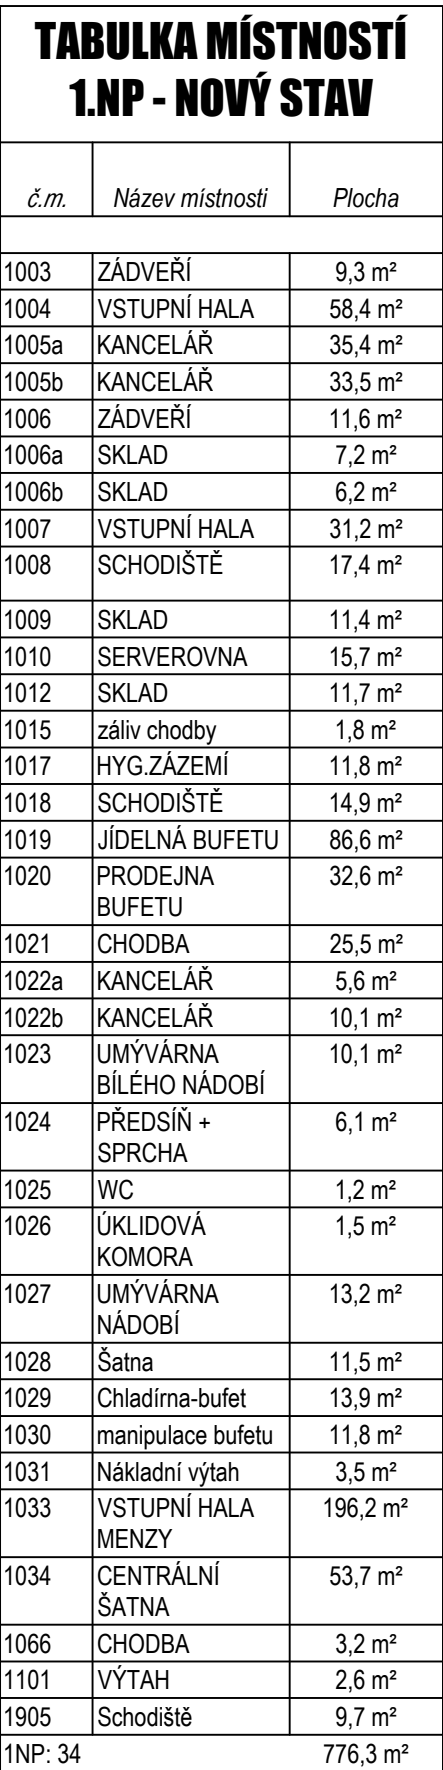 TABULKA MÍSTNOSTÍ
1.NP - NOVÝ STAV
č.m. Název místnosti Plocha
1003 ZÁDVEŘÍ 9,3 m²
1004 VSTUPNÍ HALA 58,4 m²
1005a KANCELÁŘ 35,4 m²
1005b KANCELÁŘ 33,5 m²
1006 ZÁDVEŘÍ 11,6 m²
1006a SKLAD 7,2 m²
1006b SKLAD 6,2 m²
1007 VSTUPNÍ HALA 31,2 m²
1008 SCHODIŠTĚ 17,4 m²
1009 SKLAD 11,4 m²
1010 SERVEROVNA 15,7 m²
1012 SKLAD 11,7 m²
1015 záliv chodby 1,8 m²
1017 HYG.ZÁZEMÍ 11,8 m²
1018 SCHODIŠTĚ 14,9 m²
1019 JÍDELNÁ BUFETU 86,6 m²
1020 PRODEJNA 32,6 m²
BUFETU
1021 CHODBA 25,5 m²
1022a KANCELÁŘ 5,6 m²
1022b KANCELÁŘ 10,1 m²
1023 UMÝVÁRNA 10,1 m²
BÍLÉHO NÁDOBÍ
1024 PŘEDSÍŇ + 6,1 m²
SPRCHA
1025 WC 1,2 m²
1026 ÚKLIDOVÁ 1,5 m²
KOMORA
1027 UMÝVÁRNA 13,2 m²
NÁDOBÍ
1028 Šatna 11,5 m²
1029 Chladírna-bufet 13,9 m²
1030 manipulace bufetu 11,8 m²
1031 Nákladní výtah 3,5 m²
1033 VSTUPNÍ HALA 196,2 m²
MENZY
1034 CENTRÁLNÍ 53,7 m²
ŠATNA
1066 CHODBA 3,2 m²
1101 VÝTAH 2,6 m²
1905 Schodiště 9,7 m²
1NP: 34 776,3 m²